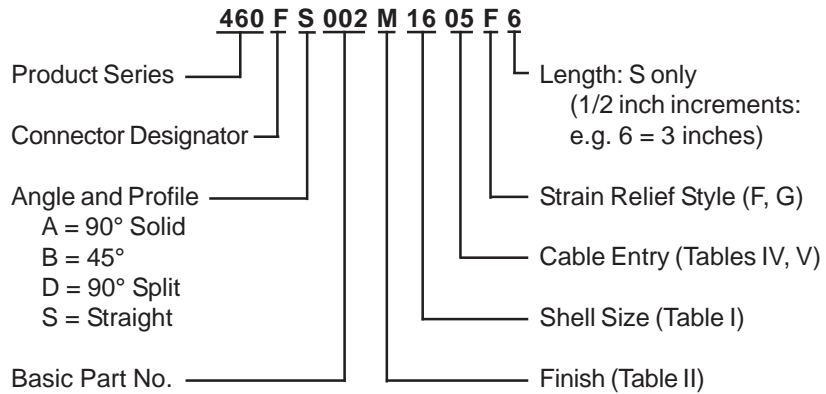 460 F S 002 M 16 05 F 6
Product Series
Connector Designator
Angle and Profile
A = 90° Solid
B = 45°
D = 90° Split
S = Straight
Basic Part No.
Length: S only
(1/2 inch increments:
e.g. 6 = 3 inches)
Strain Relief Style (F, G)
Cable Entry (Tables IV, V)
Shell Size (Table I)
Finish (Table II)